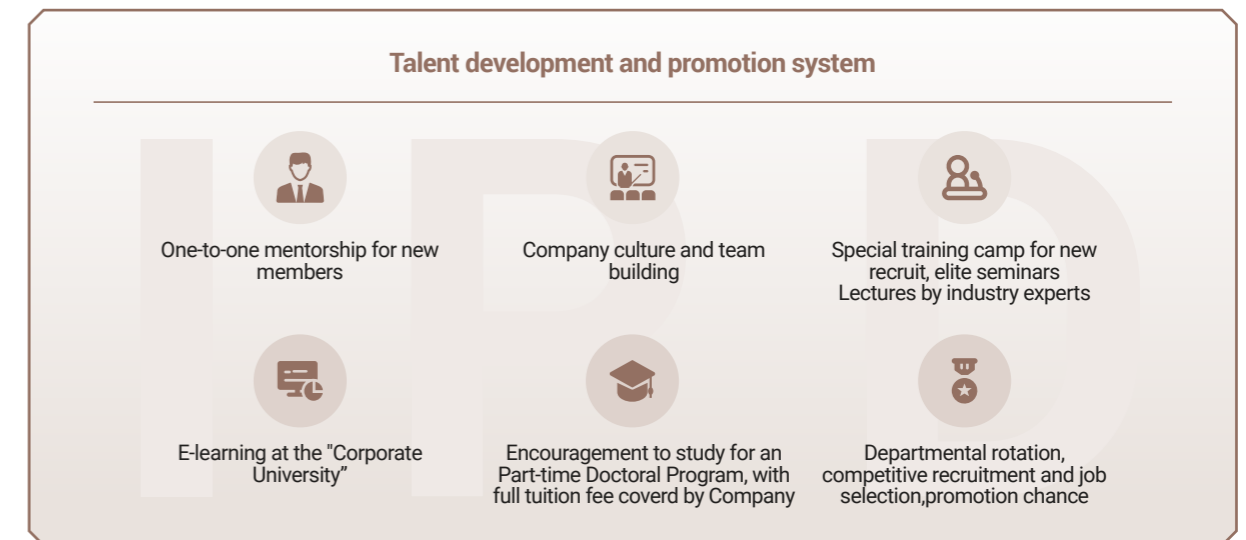 Talent development and promotion system
One-to-one mentorship for new
members
Company culture and team
building
Special training camp for new
recruit, elite seminars
Lectures by industry experts
E-learning at the "Corporate
University”
Encouragement to study for an
Part-time Doctoral Program, with
full tuition fee coverd by Company
Departmental rotation,
competitive recruitment and job
selection,promotion chance
IPD